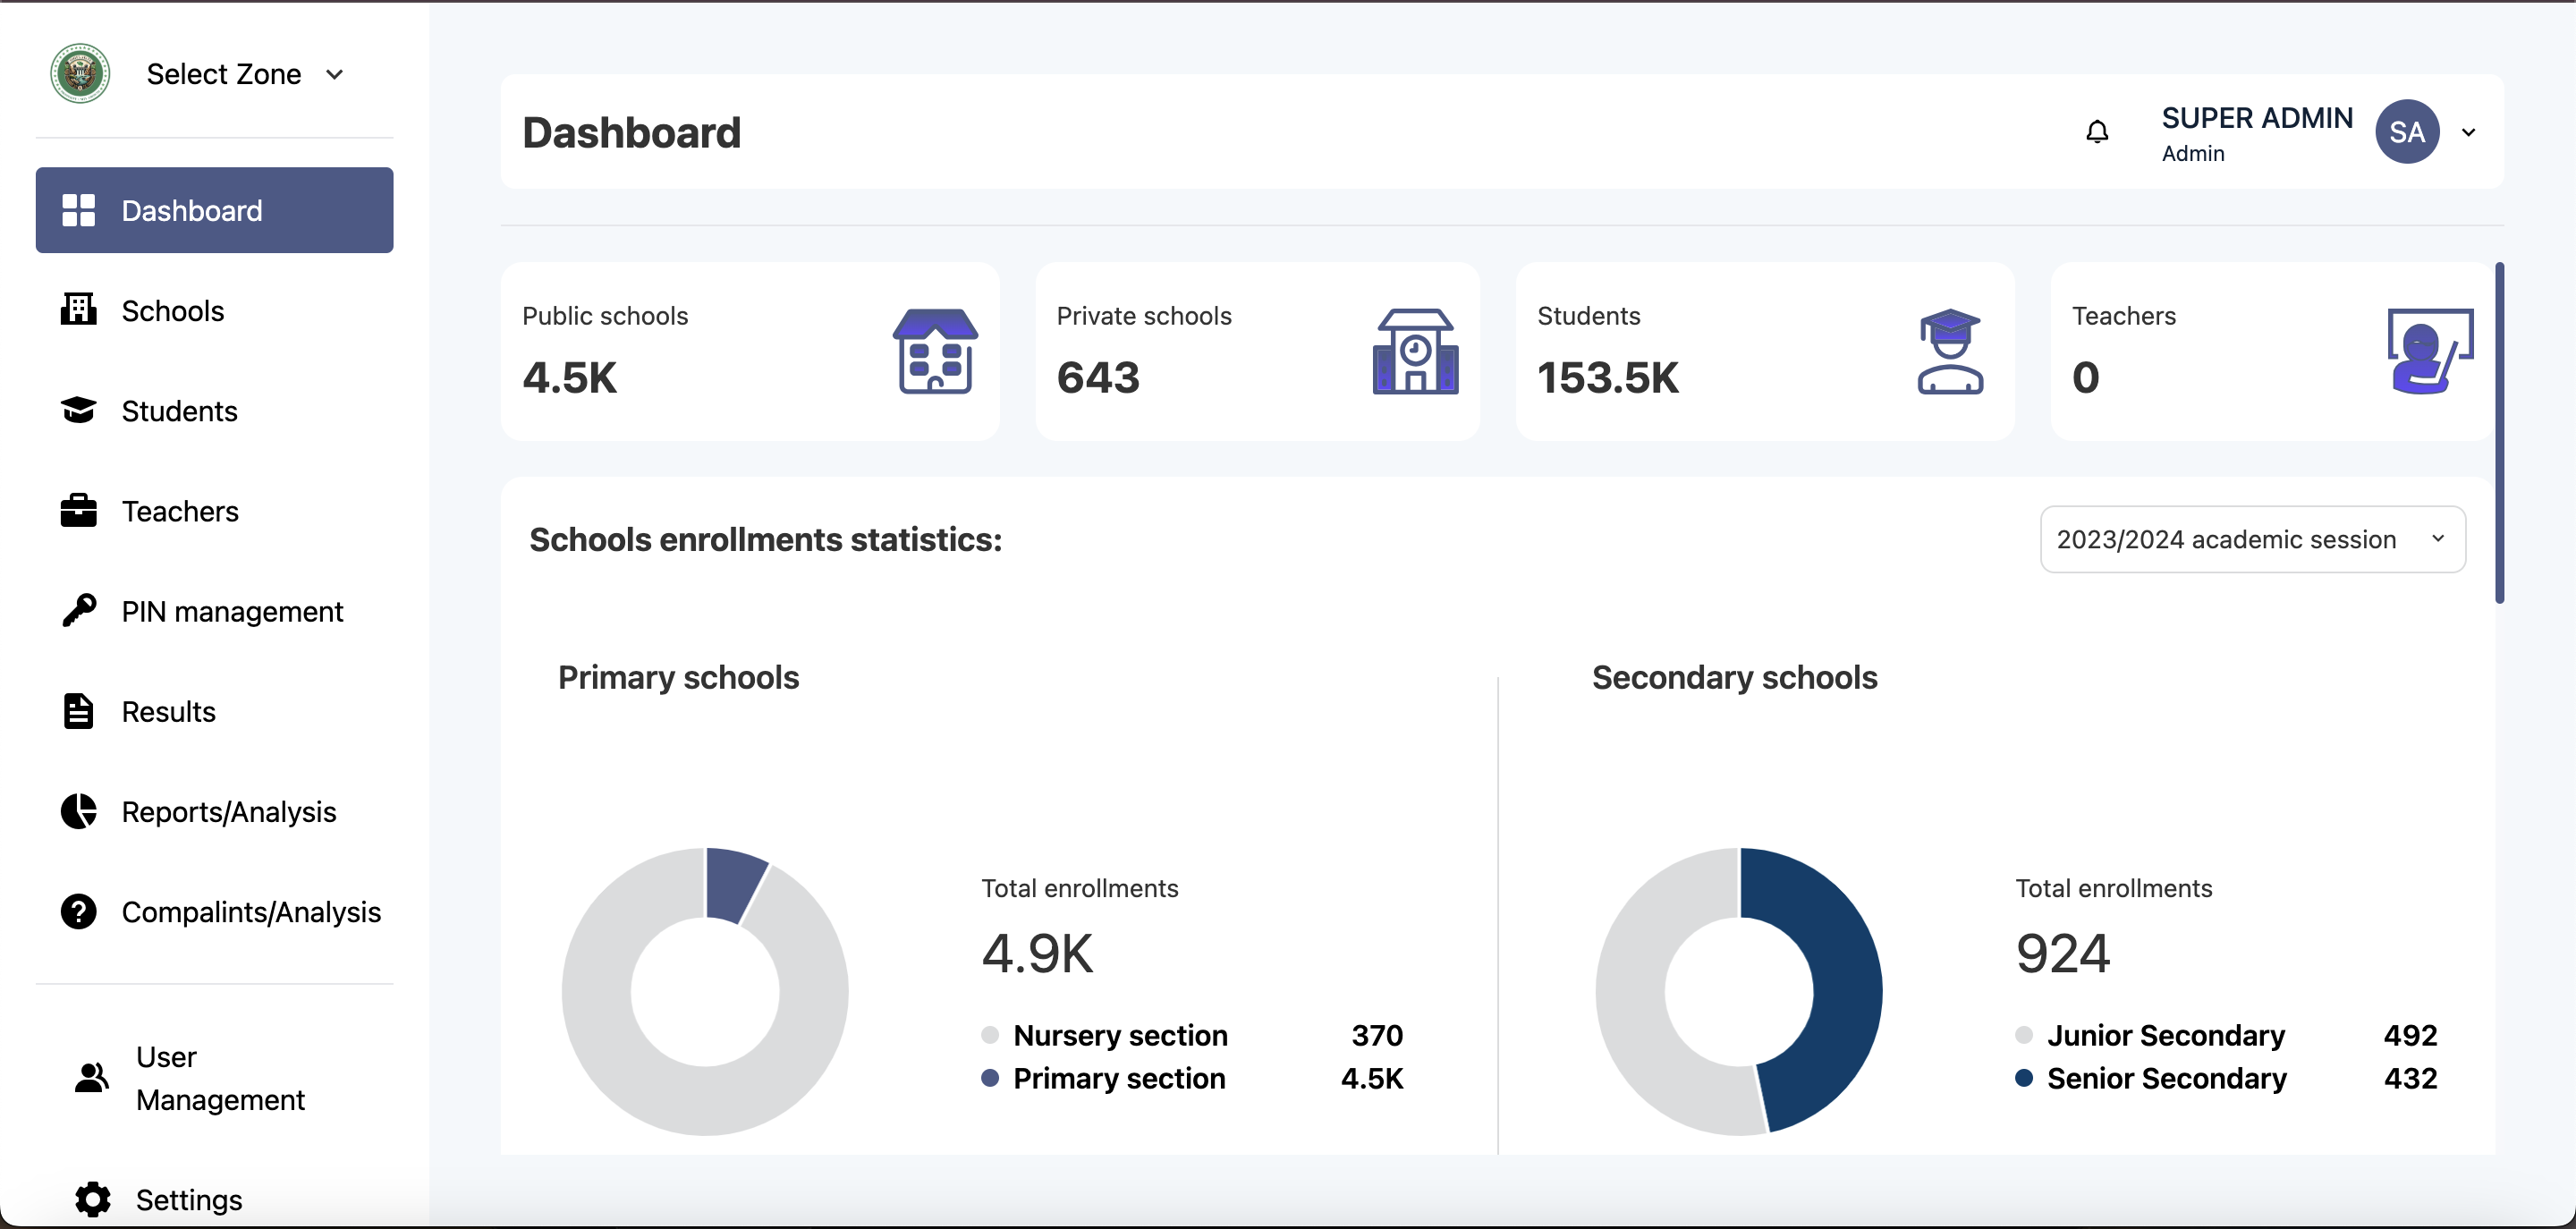 Select Zone
Dashboard
Schools
Students
Teachers
PIN management
Results
Reports/Analysis
Compalints/Analysis
User
Management
Settings
Dashboard
SUPER ADMIN
Admin
SA
Public schools
4.5K
Private schools
643
Students
153.5K
Teachers
0
Schools enrollments statistics:
2023/2024 academic session
Primary schools
Total enrollments
4.9K
Nursery section 370
Primary section 4.5K
Secondary schools
Total enrollments
924
Junior Secondary 492
Senior Secondary 432